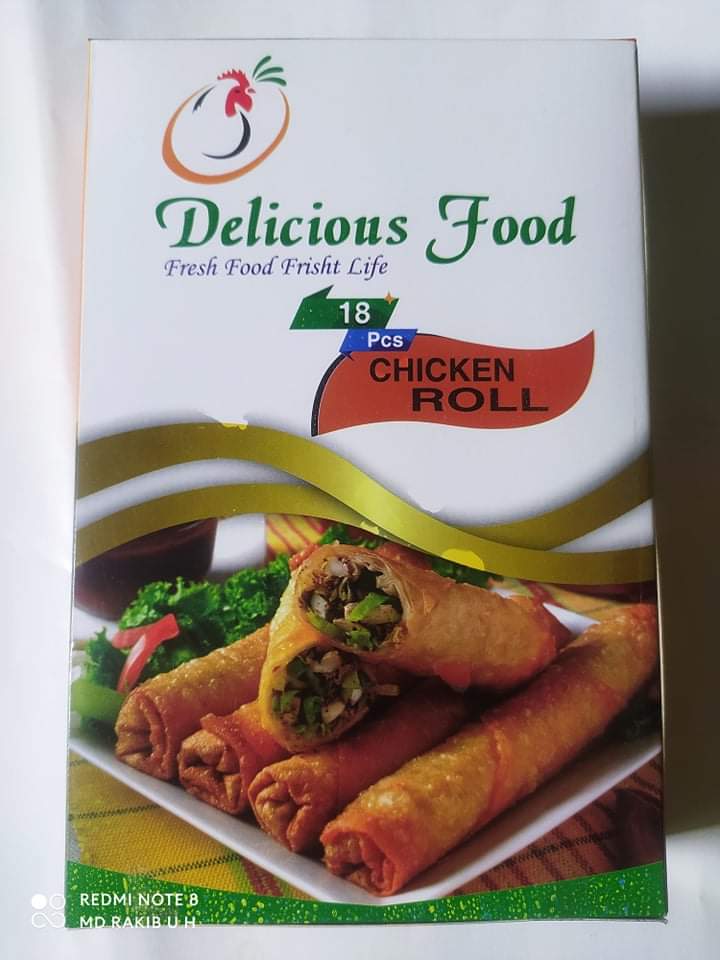 Delicious Food
Fresh Food Frisht Life
18
Pcs
CHICKEN
ROLL
REDMI NOTE 8
MD RAKIB U H